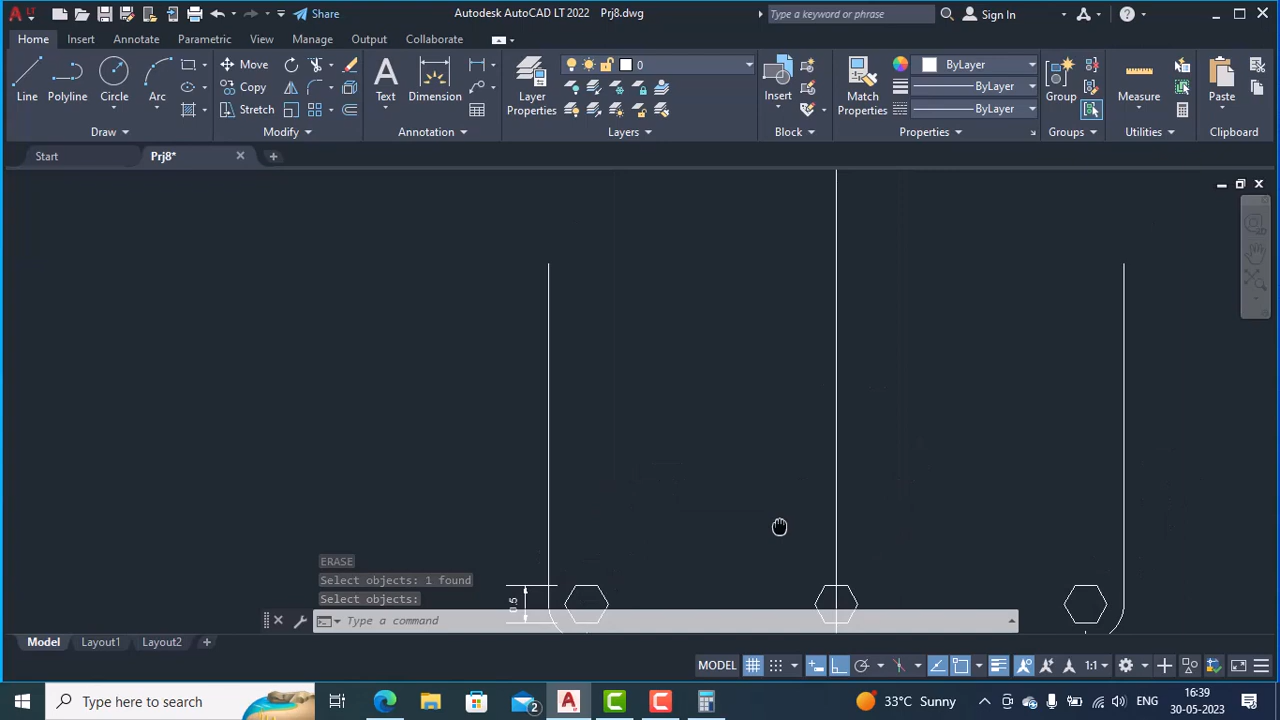 LT
Share
Autodesk AutoCAD LT 2022 Prj8.dwg
Type a keyword or phrase
Sign In
Home Insert Annotate Parametric View Manage Output Collaborate
Line
Polyline
Circle
Arc
Draw
Move
Copy
Stretch
Modify
Text
Dimension
Annotation
Layer
Properties
0
Layers
Insert
Block
Match
Properties
ByLayer
ByLayer
ByLayer
Properties
Group
Groups
Measure
Utilities
Paste
Clipboard
Start
Prj8*
0.5
ERASE
Select objects: 1 found
Select objects:
Type a command
Model Layout1 Layout2
MODEL
1:1
Type here to search
2
33°C Sunny
ENG
16:39
30-05-2023